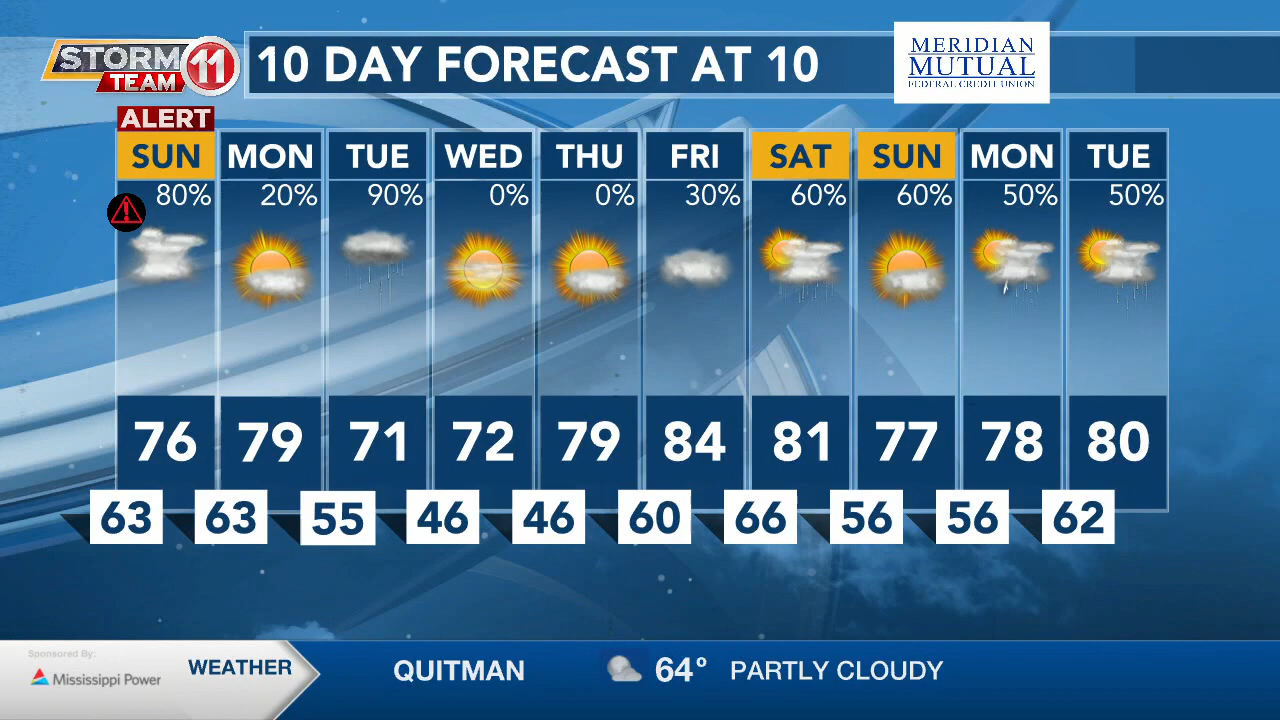 STORM
TEAM
11
10 DAY FORECAST AT 10
MERIDIAN
MUTUAL
FEDERAL CREDIT UNION
ALERT
SUN MON TUE WED THU FRI SAT SUN MON TUE
80% 20% 90% 0% 0% 30% 60% 60% 50% 50%
76 79 71 72 79 84 81 77 78 80
63 63 55 46 46 60 66 56 56 62
Sponsored By:
Mississippi Power
WEATHER
QUITMAN 64° PARTLY CLOUDY